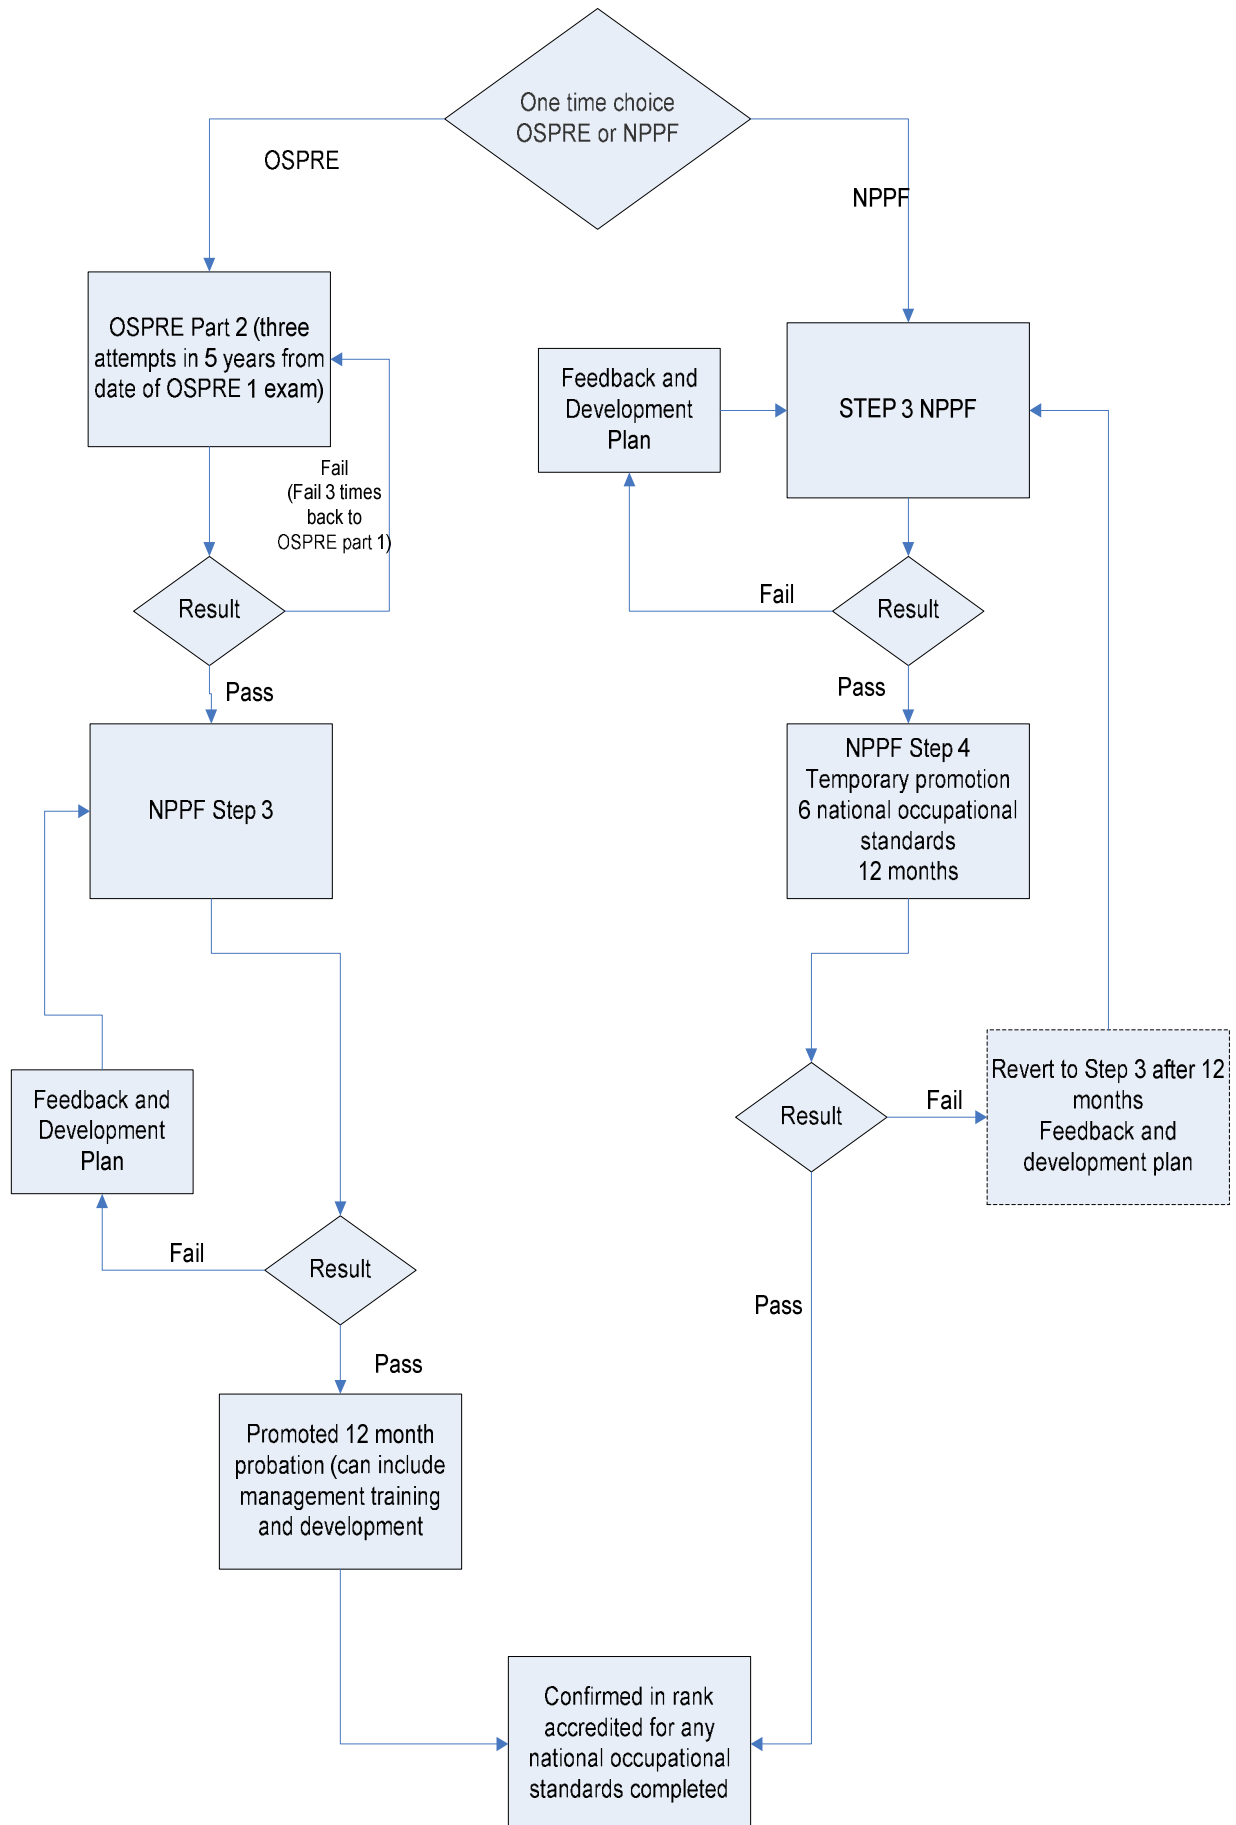 One time choice
OSPRE or NPPF
OSPRE
NPPF
OSPRE Part 2 (three
attempts in 5 years from
date of OSPRE 1 exam)
Fail
(Fail 3 times
back to
OSPRE part 1)
Result
Pass
NPPF Step 3
Feedback and
Development
Plan
Fail
Result
Pass
Promoted 12 month
probation (can include
management training
and development
Feedback and
Development
Plan
STEP 3 NPPF
Fail
Result
Pass
NPPF Step 4
Temporary promotion
6 national occupational
standards
12 months
Result
Fail
Revert to Step 3 after 12
months
Feedback and
development plan
Pass
Confirmed in rank
accredited for any
national occupational
standards completed